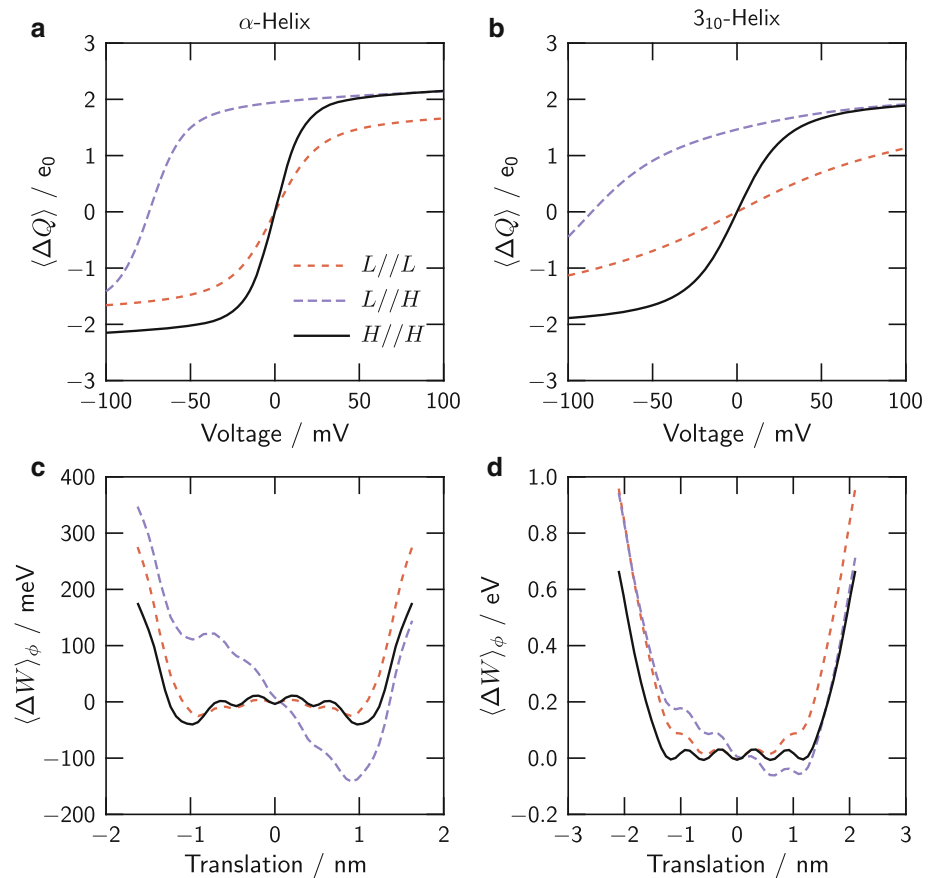 a
α-Helix
b
3₁₀-Helix
3
2
1
0
−1
−2
−3
⟨ΔQ⟩ / e₀
L//L
L//H
H//H
−100
−50
0
50
100
Voltage / mV
3
2
1
0
−1
−2
−3
⟨ΔQ⟩ / e₀
−100
−50
0
50
100
Voltage / mV
c
400
300
200
100
0
−100
−200
⟨ΔW⟩ϕ / meV
−2
−1
0
1
2
Translation / nm
d
1.0
0.8
0.6
0.4
0.2
0.0
−0.2
⟨ΔW⟩ϕ / eV
−3
−2
−1
0
1
2
3
Translation / nm